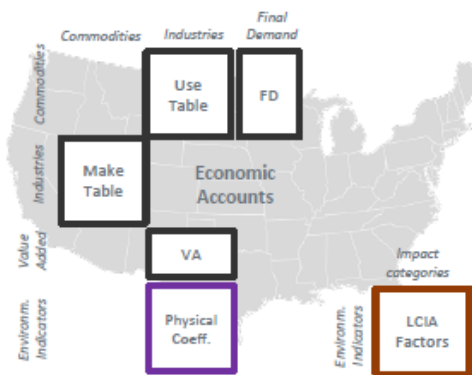 Final
Demand
Commodities
Industries
Commodities
Use
Table
FD
Industries
Make
Table
Economic
Accounts
Value
Added
VA
Impact
categories
Environm.
Indicators
Physical
Coeff.
Environm.
Indicators
LCIA
Factors